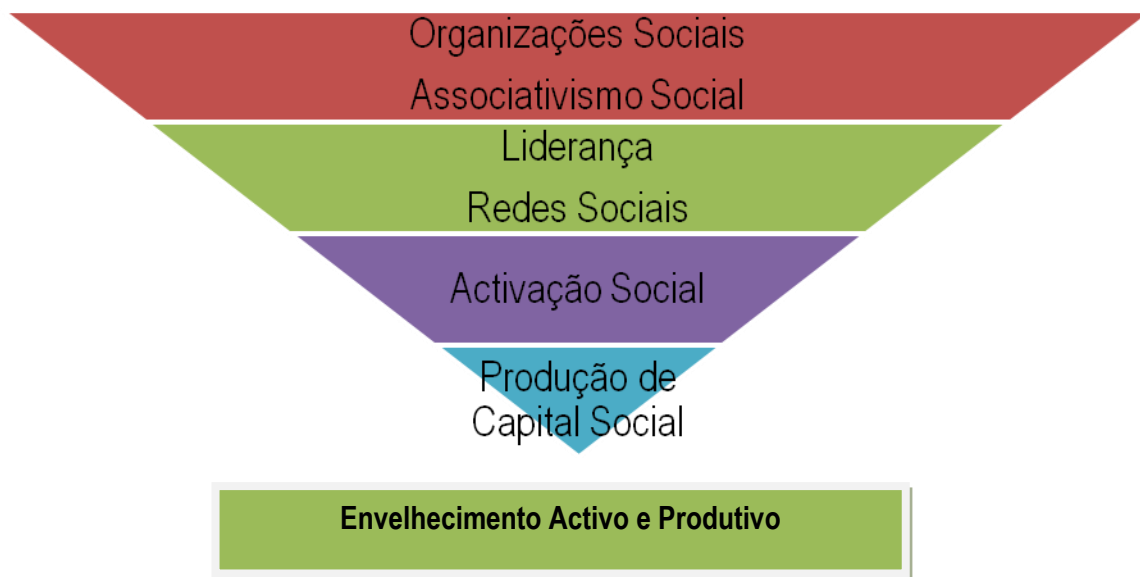 Organizações Sociais
Associativismo Social
Liderança
Redes Sociais
Activação Social
Produção de
Capital Social
Envelhecimento Activo e Produtivo